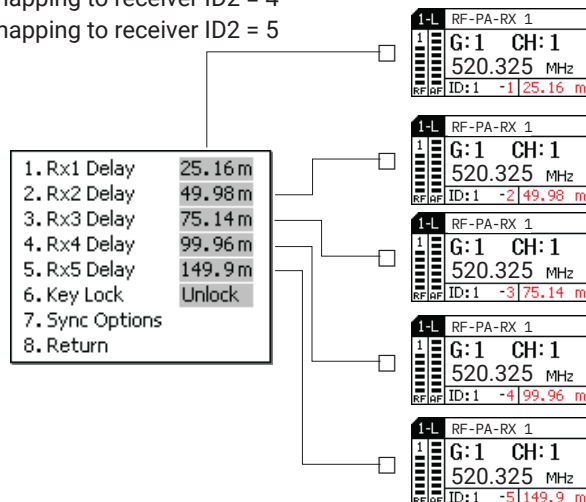 mapping to receiver ID2 = 4
mapping to receiver ID2 = 5
1. Rx1 Delay 25.16 m
2. Rx2 Delay 49.98 m
3. Rx3 Delay 75.14 m
4. Rx4 Delay 99.96 m
5. Rx5 Delay 149.9 m
6. Key Lock Unlock
7. Sync Options
8. Return
1-L RF-PA-RX 1
1 G:1 CH:1
520.325 MHz
RF AF ID:1 -1 25.16 m
1-L RF-PA-RX 1
1 G:1 CH:1
520.325 MHz
RF AF ID:1 -2 49.98 m
1-L RF-PA-RX 1
1 G:1 CH:1
520.325 MHz
RF AF ID:1 -3 75.14 m
1-L RF-PA-RX 1
1 G:1 CH:1
520.325 MHz
RF AF ID:1 -4 99.96 m
1-L RF-PA-RX 1
1 G:1 CH:1
520.325 MHz
RF AF ID:1 -5 149.9 m